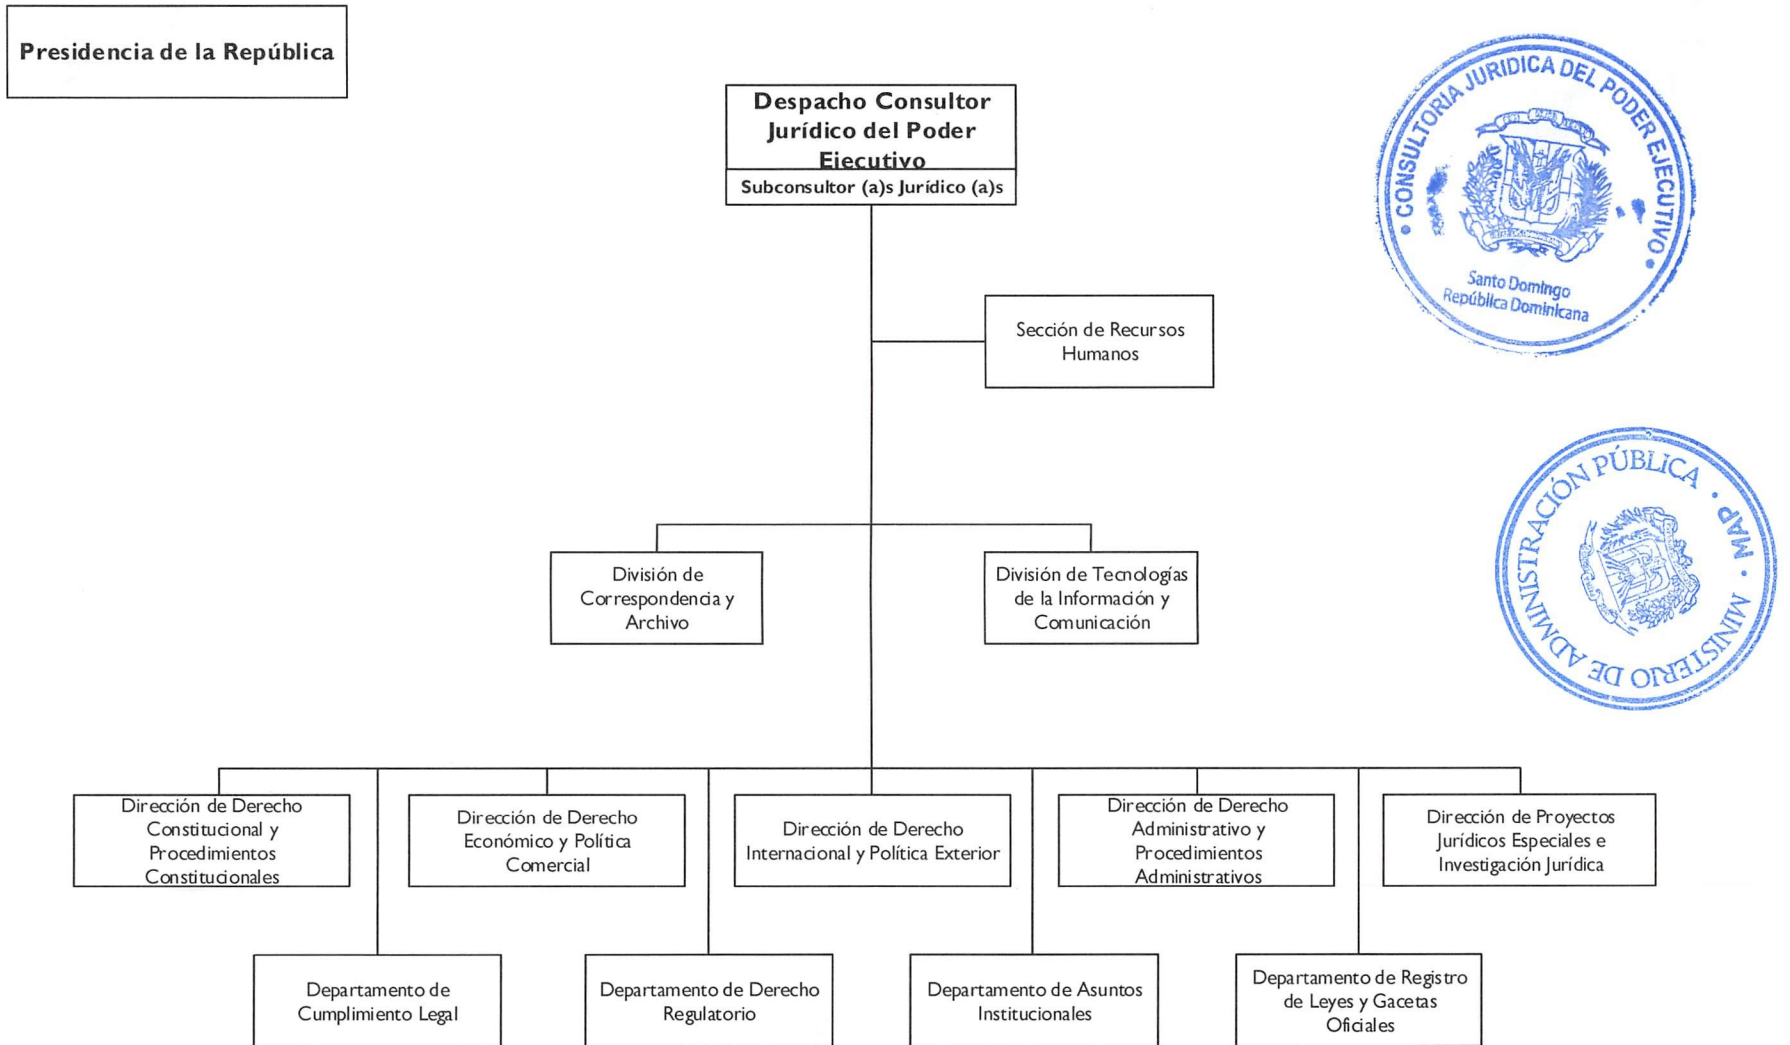 Presidencia de la República
Despacho Consultor
Jurídico del Poder
Ejecutivo
Subconsultor (a)s Jurídico (a)s
CONSULTORIA JURIDICA DEL PODER EJECUTIVO
Santo Domingo
República Dominicana
Sección de Recursos
Humanos
MINISTERIO DE ADMINISTRACIÓN PÚBLICA · MAP ·
División de
Correspondencia y
Archivo
División de Tecnologías
de la Información y
Comunicación
Dirección de Derecho
Constitucional y
Procedimientos
Constitucionales
Dirección de Derecho
Económico y Política
Comercial
Dirección de Derecho
Internacional y Política Exterior
Dirección de Derecho
Administrativo y
Procedimientos
Administrativos
Dirección de Proyectos
Jurídicos Especiales e
Investigación Jurídica
Departamento de
Cumplimiento Legal
Departamento de Derecho
Regulatorio
Departamento de Asuntos
Institucionales
Departamento de Registro
de Leyes y Gacetas
Oficiales